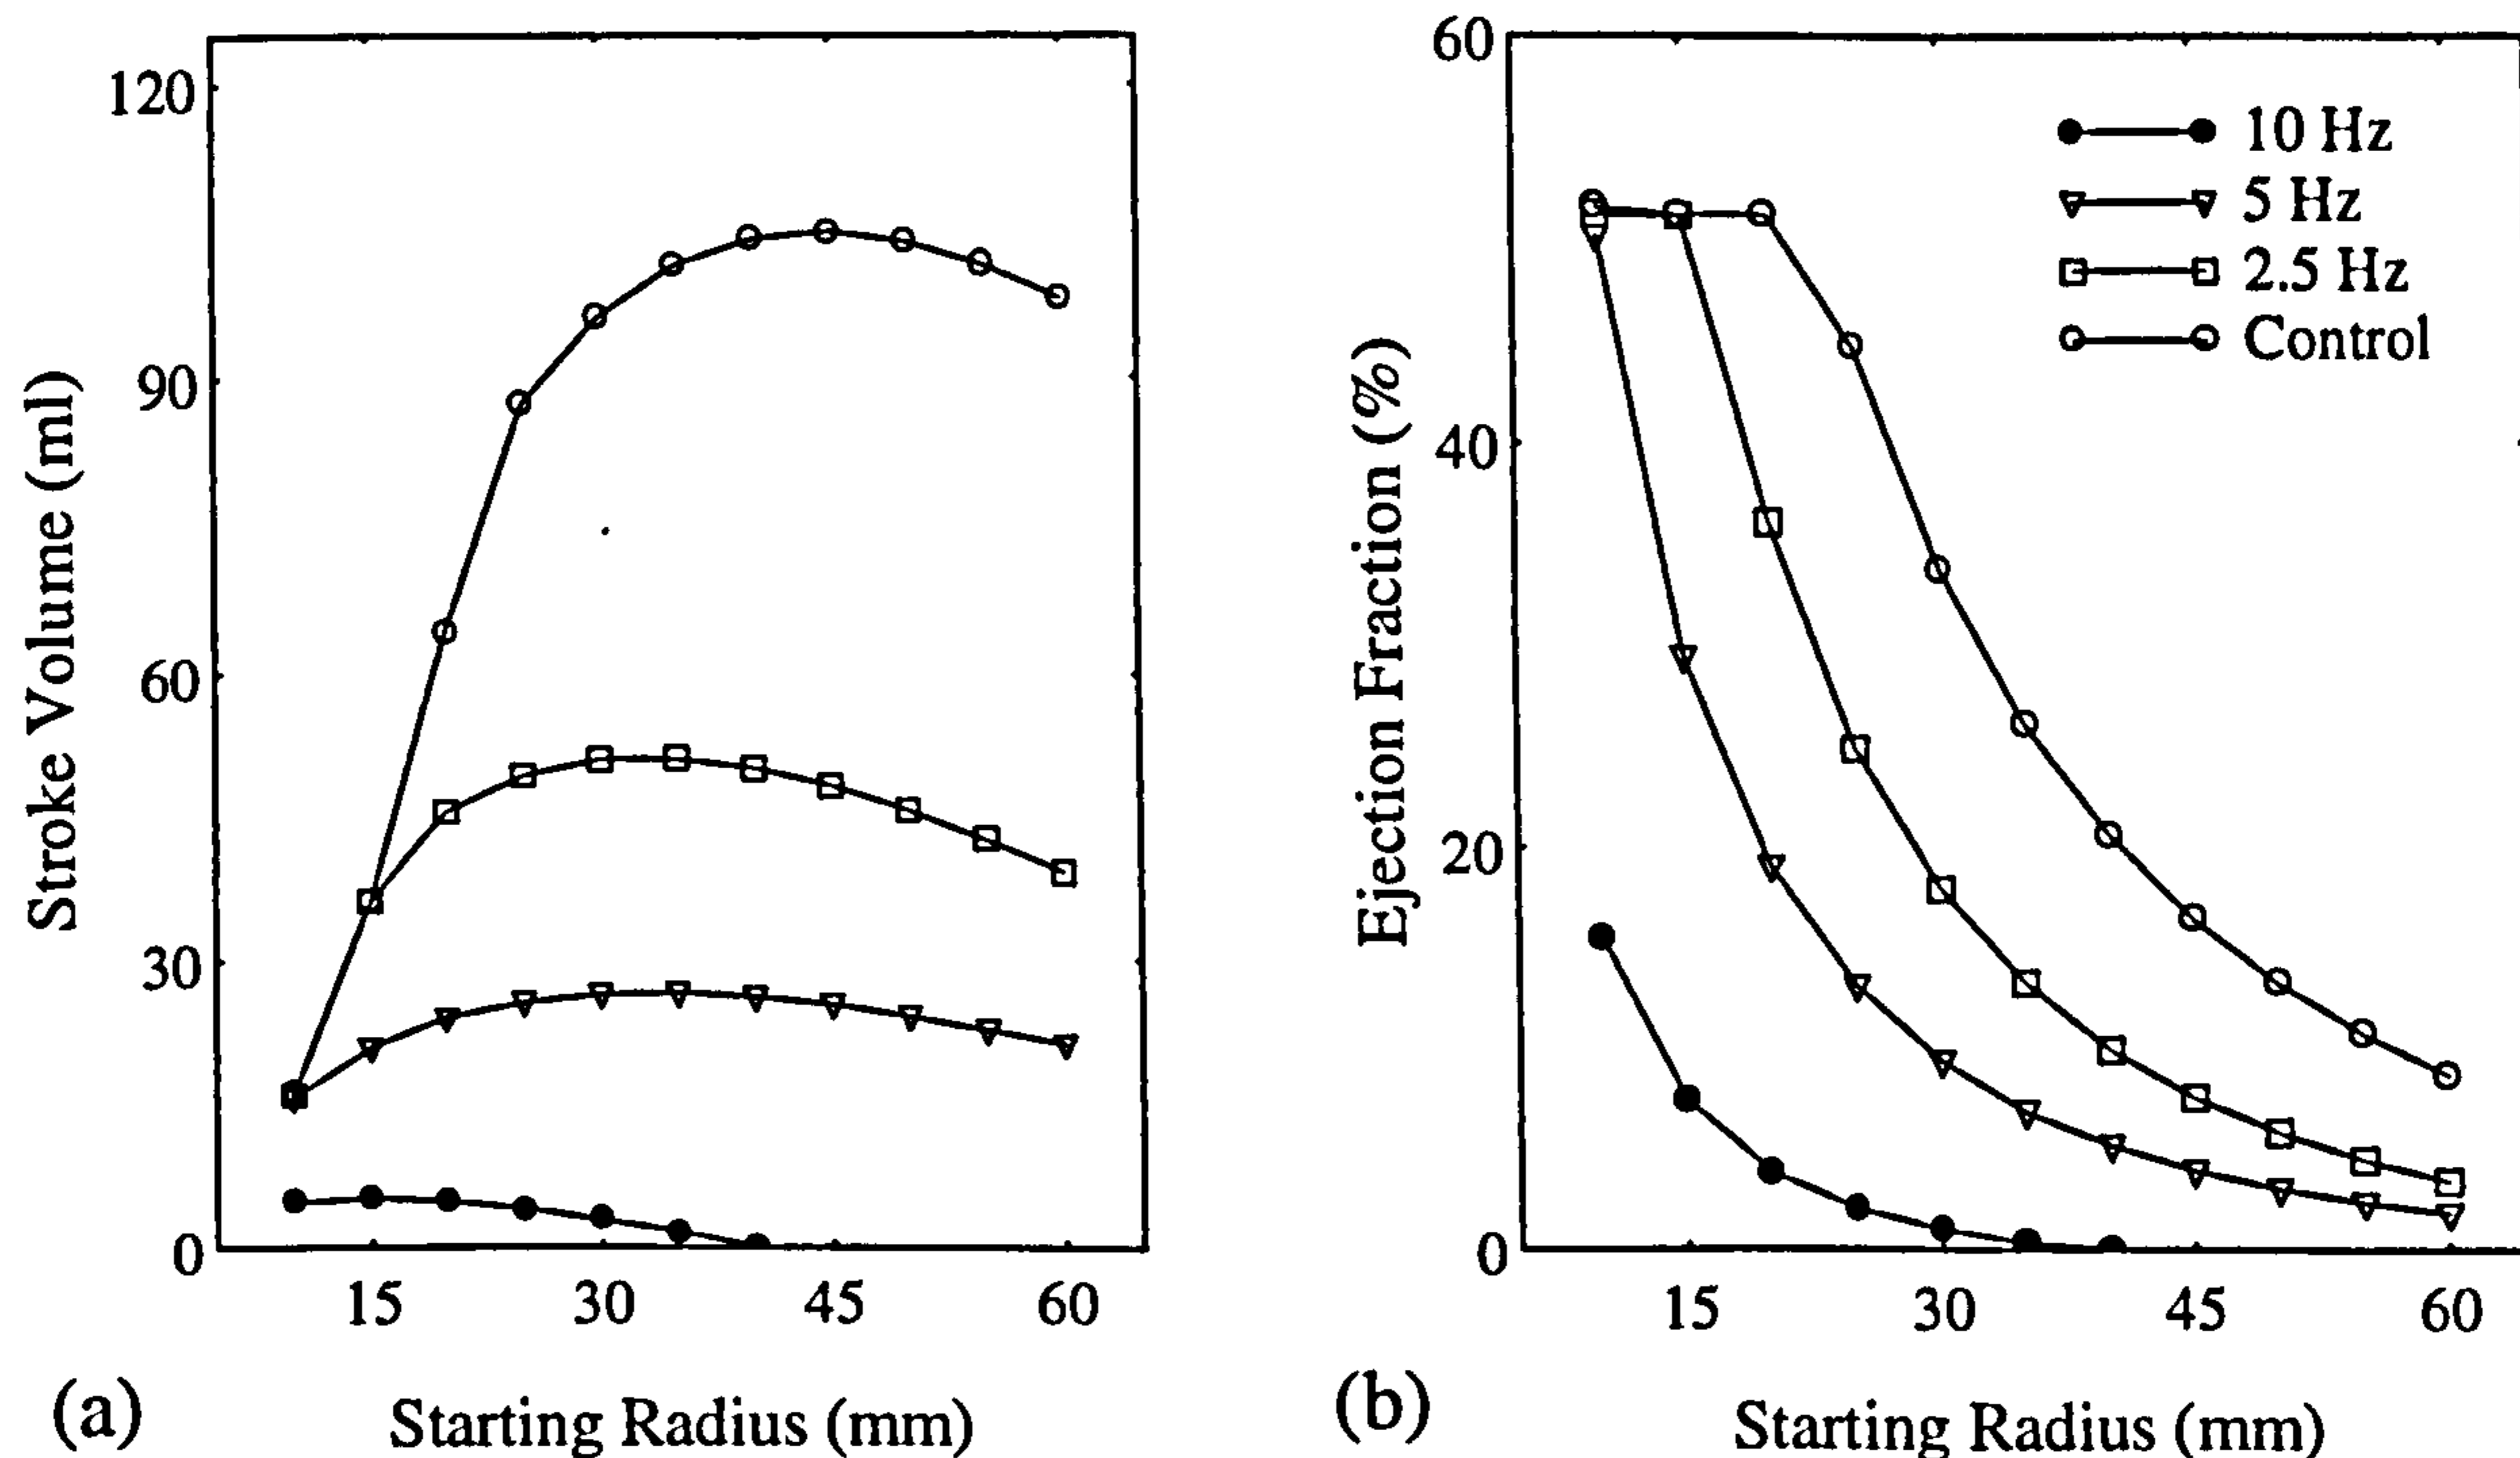 120
90
60
30
0
15 30 45 60
Stroke Volume (ml)
(a)
Starting Radius (mm)
60
40
20
0
15 30 45 60
Ejection Fraction (%)
10 Hz
5 Hz
2.5 Hz
Control
(b)
Starting Radius (mm)